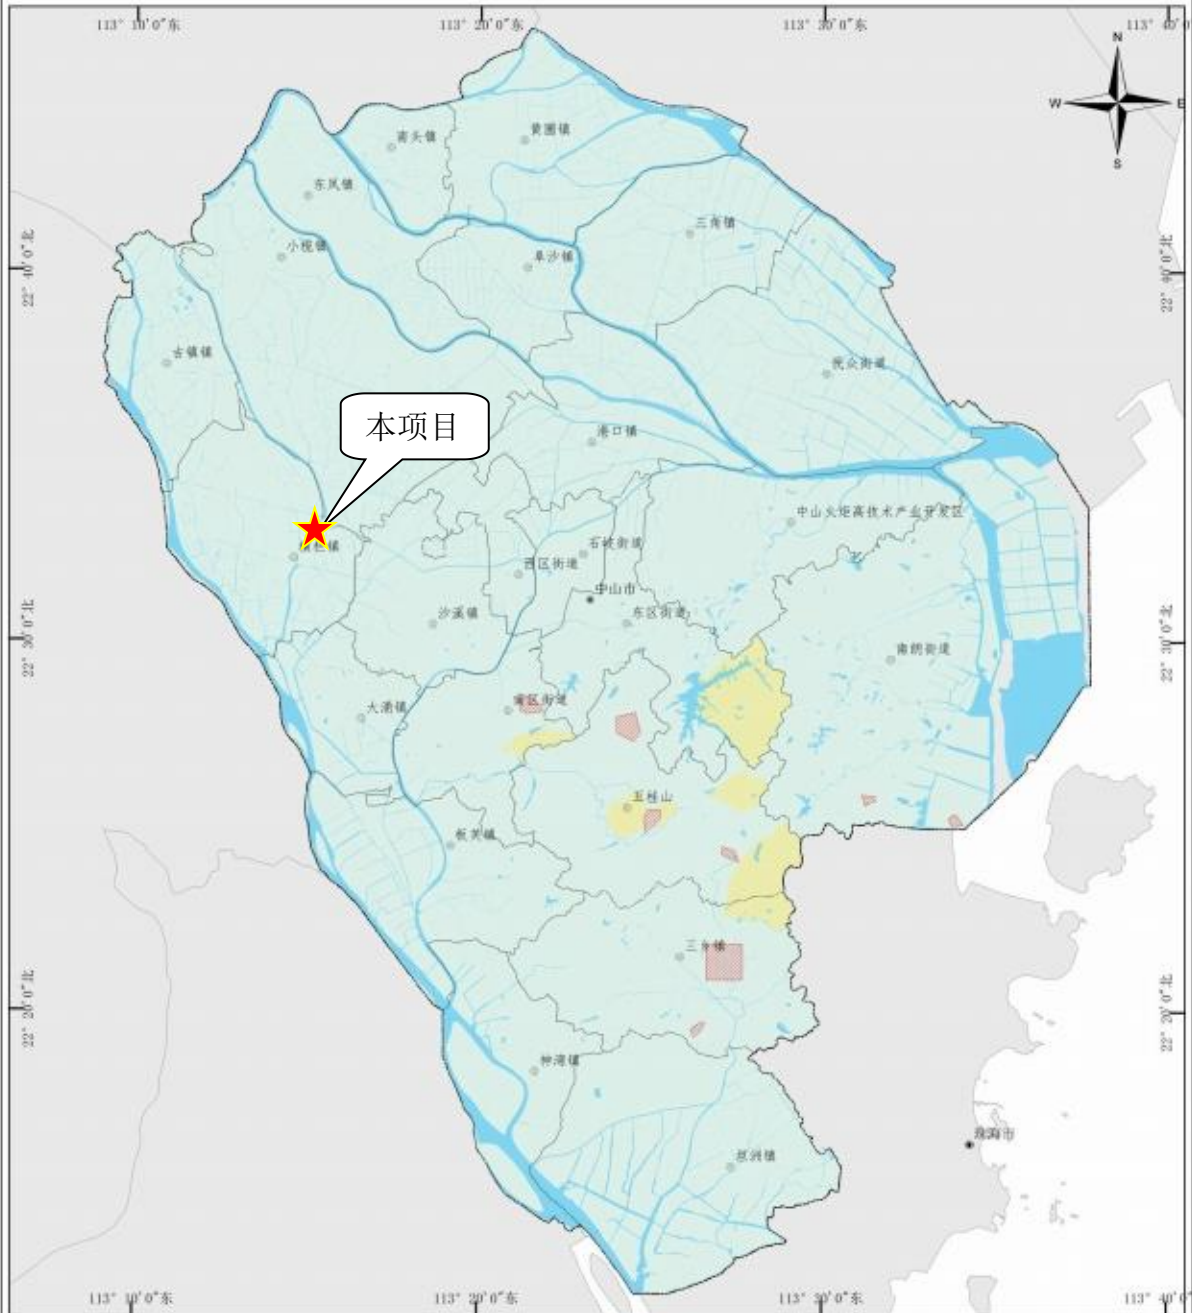 113° 10'0"东
113° 20'0"东
113° 30'0"东
113° 40'0
N
W
E
S
南头镇
黄圃镇
东凤镇
三角镇
小榄镇
阜沙镇
22° 40'0"北
22° 40'0"北
古镇镇
民众街道
本项目
港口镇
中山火炬高技术产业开发区
石岐街道
西区街道
中山市
沙溪镇
东区街道
22° 30'0"北
22° 30'0"北
南朗街道
大涌镇
南区街道
五桂山
板芙镇
三乡镇
22° 20'0"北
22° 20'0"北
神湾镇
珠海市
坦洲镇
113° 10'0"东
113° 20'0"东
113° 30'0"东
113° 40'0